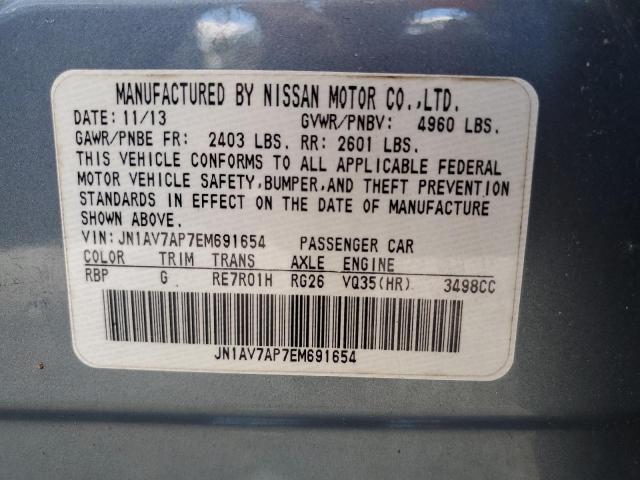 MANUFACTURED BY NISSAN MOTOR CO.,LTD.
DATE: 11/13 GVWR/PNBV: 4960 LBS.
GAWR/PNBE FR: 2403 LBS. RR: 2601 LBS.
THIS VEHICLE CONFORMS TO ALL APPLICABLE FEDERAL
MOTOR VEHICLE SAFETY,BUMPER,AND THEFT PREVENTION
STANDARDS IN EFFECT ON THE DATE OF MANUFACTURE
SHOWN ABOVE.
VIN:JN1AV7AP7EM691654 PASSENGER CAR
COLOR TRIM TRANS AXLE ENGINE
RBP G RE7R01H RG26 VQ35(HR) 3498CC
JN1AV7AP7EM691654